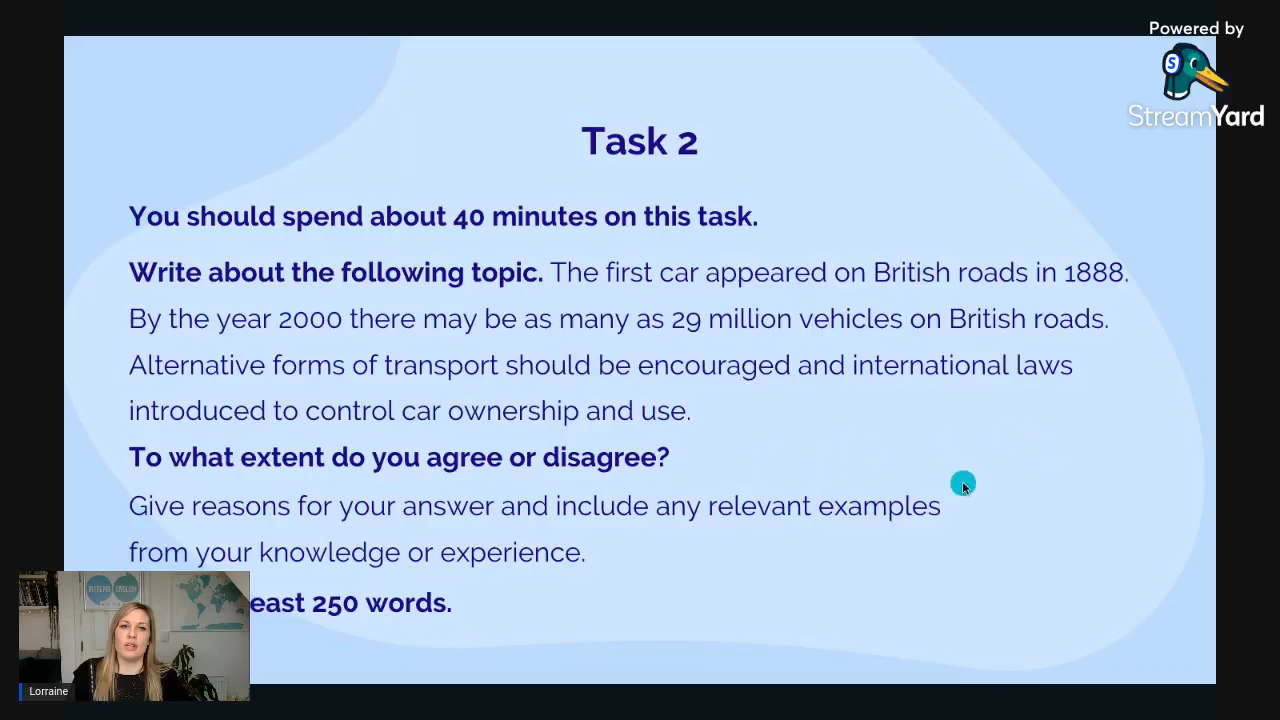 Powered by
StreamYard
Task 2
You should spend about 40 minutes on this task.
Write about the following topic. The first car appeared on British roads in 1888.
By the year 2000 there may be as many as 29 million vehicles on British roads.
Alternative forms of transport should be encouraged and international laws
introduced to control car ownership and use.
To what extent do you agree or disagree?
Give reasons for your answer and include any relevant examples
from your knowledge or experience.
east 250 words.
Lorraine